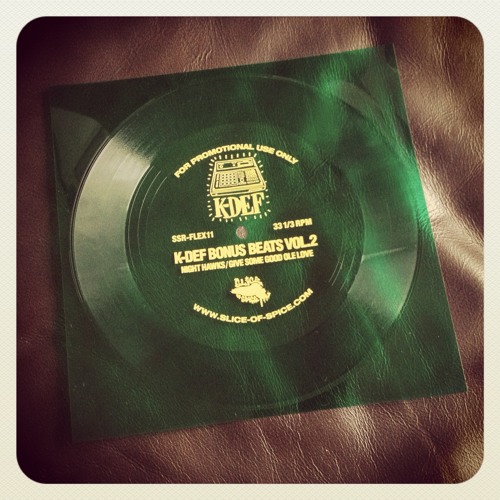 FOR PROMOTIONAL USE ONLY
K-DEF
SSR-FLEX11
33 1/3 RPM
K-DEF BONUS BEATS VOL.2
NIGHT HAWKS/GIVE SOME GOOD OLE LOVE
WWW.SLICE-OF-SPICE.COM